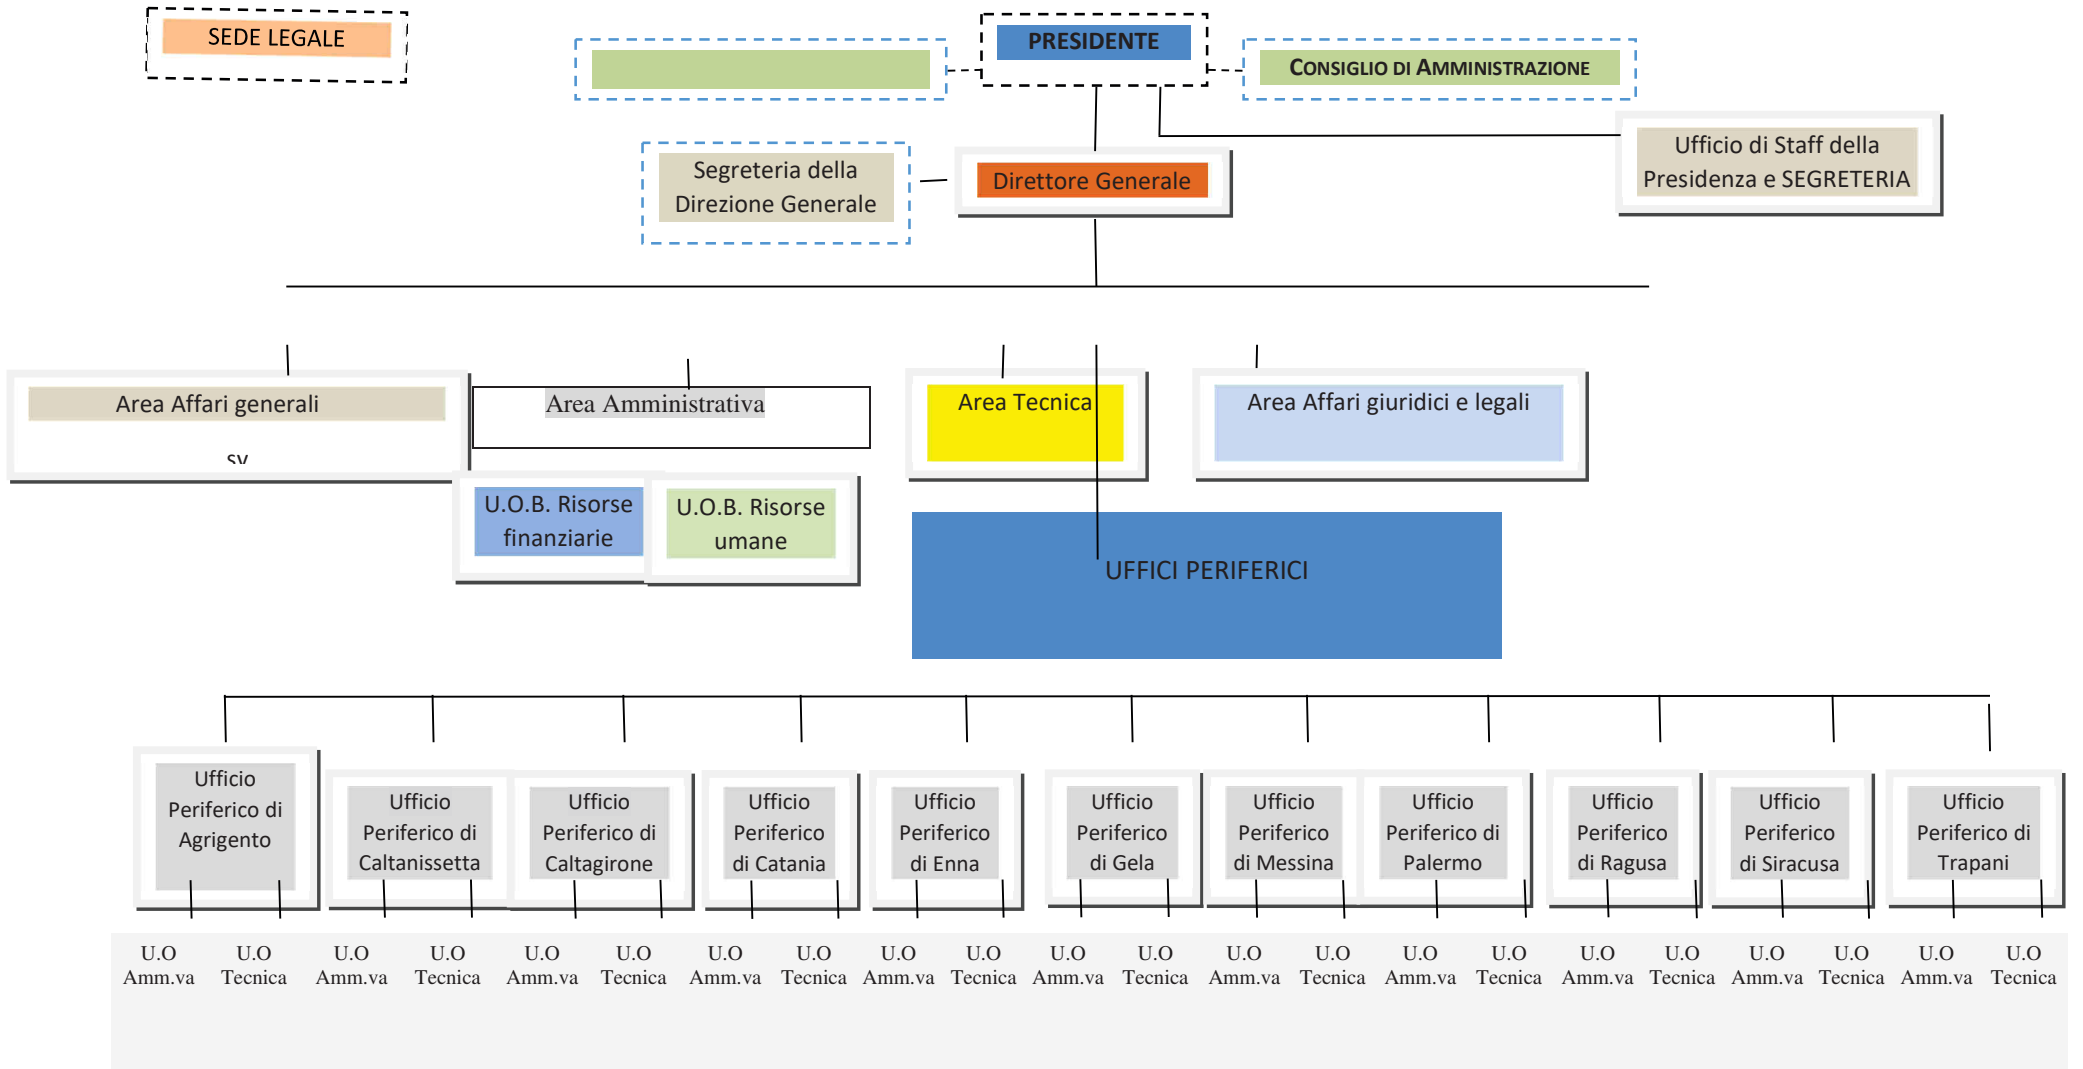 SEDE LEGALE
PRESIDENTE
CONSIGLIO DI AMMINISTRAZIONE
Ufficio di Staff della
Presidenza e SEGRETERIA
Segreteria della
Direzione Generale
Direttore Generale
Area Affari generali
Area Amministrativa
Area Tecnica
Area Affari giuridici e legali
U.O.B. Risorse
finanziarie
U.O.B. Risorse
umane
UFFICI PERIFERICI
Ufficio
Periferico di
Agrigento
Ufficio
Periferico di
Caltanissetta
Ufficio
Periferico di
Caltagirone
Ufficio
Periferico
di Catania
Ufficio
Periferico
di Enna
Ufficio
Periferico
di Gela
Ufficio
Periferico
di Messina
Ufficio
Periferico di
Palermo
Ufficio
Periferico
di Ragusa
Ufficio
Periferico
di Siracusa
Ufficio
Periferico di
Trapani
U.O
Amm.va
U.O
Tecnica
U.O
Amm.va
U.O
Tecnica
U.O
Amm.va
U.O
Tecnica
U.O
Amm.va
U.O
Tecnica
U.O
Amm.va
U.O
Tecnica
U.O
Amm.va
U.O
Tecnica
U.O
Amm.va
U.O
Tecnica
U.O
Amm.va
U.O
Tecnica
U.O
Amm.va
U.O
Tecnica
U.O
Amm.va
U.O
Tecnica
U.O
Amm.va
U.O
Tecnica